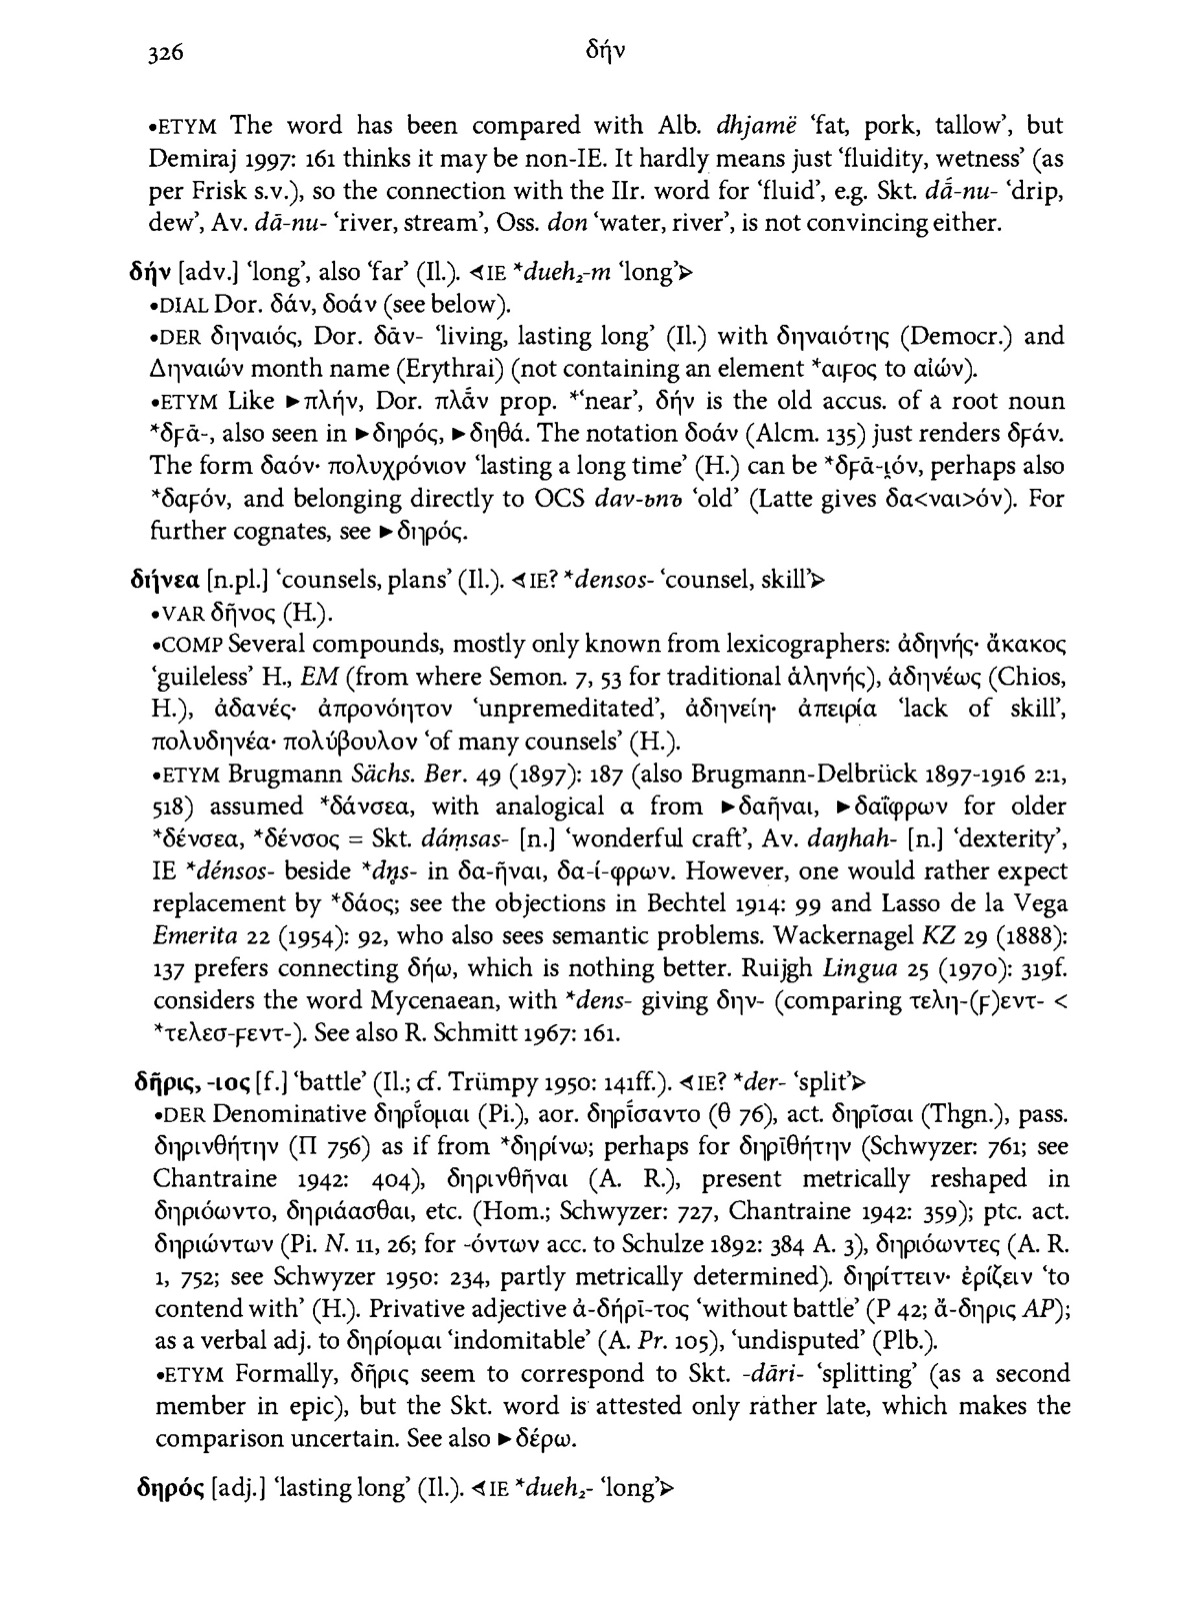 326
δήν
•ETYM The word has been compared with Alb. dhjamë ‘fat, pork, tallow’, but
Demiraj 1997: 161 thinks it may be non-IE. It hardly means just ‘fluidity, wetness’ (as
per Frisk s.v.), so the connection with the IIr. word for ‘fluid’, e.g. Skt. dā́-nu- ‘drip,
dew’, Av. dā-nu- ‘river, stream’, Oss. don ‘water, river’, is not convincing either.
δήν [adv.] ‘long’, also ‘far’ (Il.). ⋖IE *dueh₂-m ‘long’⋗
•DIAL Dor. δάν, δοάν (see below).
•DER δηναιός, Dor. δᾱν- ‘living, lasting long’ (Il.) with δηναιότης (Democr.) and
Δηναιών month name (Erythrai) (not containing an element *αιϝος to αἰών).
•ETYM Like ►πλήν, Dor. πλᾱ́ν prop. *‘near’, δήν is the old accus. of a root noun
*δϝᾱ-, also seen in ►δηρός, ►δηθά. The notation δοάν (Alcm. 135) just renders δϝάν.
The form δαόν· πολυχρόνιον ‘lasting a long time’ (H.) can be *δϝᾱ-ι̯όν, perhaps also
*δαϝόν, and belonging directly to OCS dav-ьnъ ‘old’ (Latte gives δα<ναι>όν). For
further cognates, see ►δηρός.
δήνεα [n.pl.] ‘counsels, plans’ (Il.). ⋖IE? *densos- ‘counsel, skill’⋗
•VAR δῆνος (H.).
•COMP Several compounds, mostly only known from lexicographers: ἀδηνής· ἄκακος
‘guileless’ H., EM (from where Semon. 7, 53 for traditional ἀληνής), ἀδηνέως (Chios,
H.), ἀδανές· ἀπρονόητον ‘unpremeditated’, ἀδηνείη· ἀπειρία ‘lack of skill’,
πολυδηνέα· πολύβουλον ‘of many counsels’ (H.).
•ETYM Brugmann Sächs. Ber. 49 (1897): 187 (also Brugmann-Delbrück 1897-1916 2:1,
518) assumed *δάνσεα, with analogical α from ►δαῆναι, ►δαΐφρων for older
*δένσεα, *δένσος = Skt. dáṃsas- [n.] ‘wonderful craft’, Av. daŋhah- [n.] ‘dexterity’,
IE *dénsos- beside *dn̥s- in δα-ῆναι, δα-ί-φρων. However, one would rather expect
replacement by *δάος; see the objections in Bechtel 1914: 99 and Lasso de la Vega
Emerita 22 (1954): 92, who also sees semantic problems. Wackernagel KZ 29 (1888):
137 prefers connecting δήω, which is nothing better. Ruijgh Lingua 25 (1970): 319f.
considers the word Mycenaean, with *dens- giving δην- (comparing τελη-(ϝ)εντ- <
*τελεσ-ϝεντ-). See also R. Schmitt 1967: 161.
δῆρις, -ιος [f.] ‘battle’ (Il.; cf. Trümpy 1950: 141ff.). ⋖IE? *der- ‘split’⋗
•DER Denominative δηρῑ́ομαι (Pi.), aor. δηρῑ́σαντο (θ 76), act. δηρῖσαι (Thgn.), pass.
δηρινθήτην (Π 756) as if from *δηρίνω; perhaps for δηρῑθήτην (Schwyzer: 761; see
Chantraine 1942: 404), δηρινθῆναι (A. R.), present metrically reshaped in
δηριόωντο, δηριάασθαι, etc. (Hom.; Schwyzer: 727, Chantraine 1942: 359); ptc. act.
δηριώντων (Pi. N. 11, 26; for -όντων acc. to Schulze 1892: 384 A. 3), δηριόωντες (A. R.
1, 752; see Schwyzer 1950: 234, partly metrically determined). δηρίττειν· ἐρίζειν ‘to
contend with’ (H.). Privative adjective ἀ-δήρῑ-τος ‘without battle’ (Ρ 42; ἄ-δηρις AP);
as a verbal adj. to δηρίομαι ‘indomitable’ (A. Pr. 105), ‘undisputed’ (Plb.).
•ETYM Formally, δῆρις seem to correspond to Skt. -dāri- ‘splitting’ (as a second
member in epic), but the Skt. word is attested only rather late, which makes the
comparison uncertain. See also ►δέρω.
δηρός [adj.] ‘lasting long’ (Il.). ⋖IE *dueh₂- ‘long’⋗